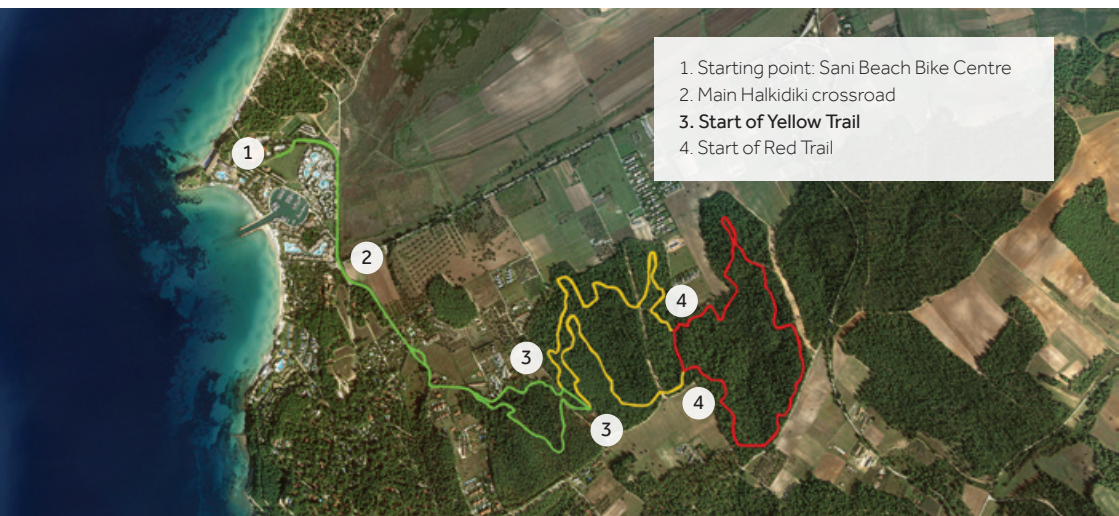 1. Starting point: Sani Beach Bike Centre
2. Main Halkidiki crossroad
3. Start of Yellow Trail
4. Start of Red Trail
1
2
3
3
4
4